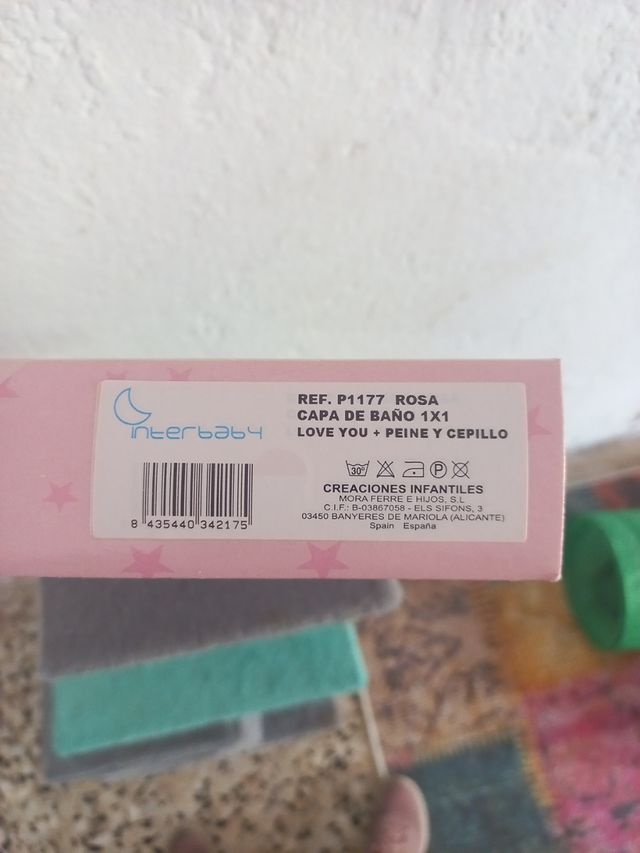 interbaby
REF. P1177 ROSA
CAPA DE BAÑO 1X1
LOVE YOU + PEINE Y CEPILLO
30°
P
CREACIONES INFANTILES
MORA FERRE E HIJOS, S.L
C.I.F.: B-03867058 - ELS SIFONS, 3
03450 BANYERES DE MARIOLA (ALICANTE)
Spain España
8 435440 342175